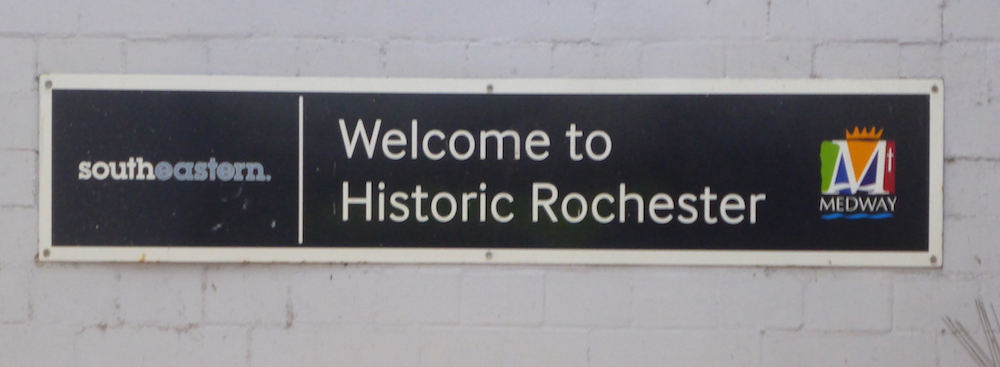 southeastern.
Welcome to
Historic Rochester
M
MEDWAY